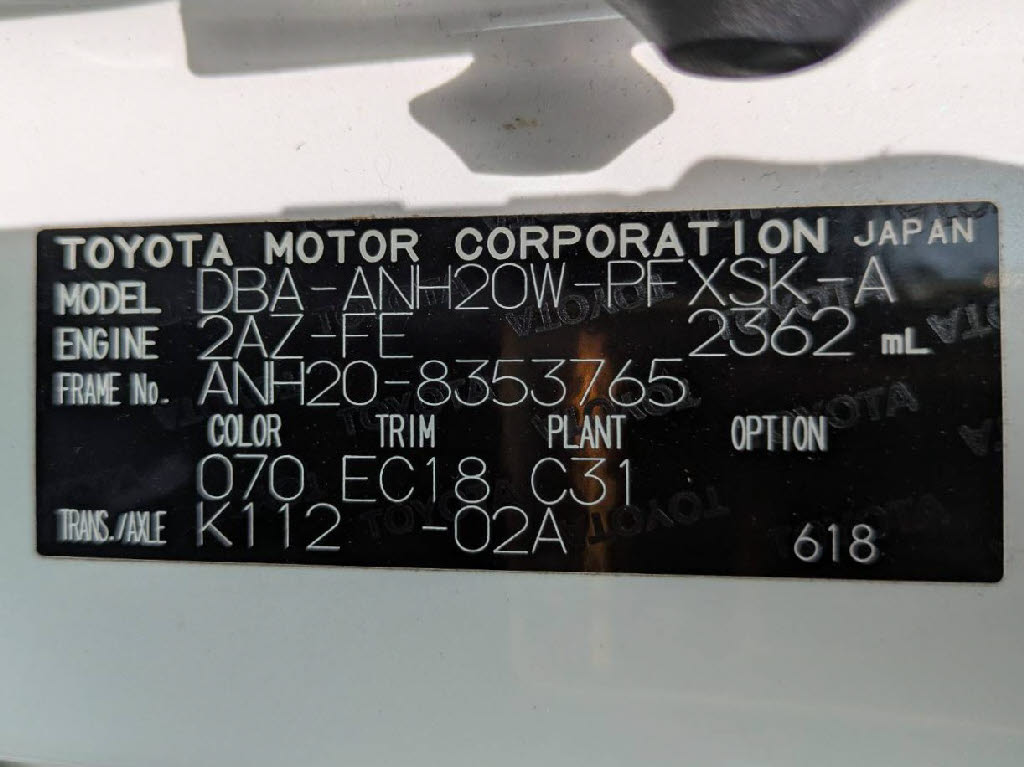 TOYOTA MOTOR CORPORATION JAPAN
MODEL DBA-ANH20W-PFXSK-A
ENGINE 2AZ-FE 2362 mL
FRAME No. ANH20-8353765
COLOR TRIM PLANT OPTION
070 EC18 C31
TRANS./AXLE K112 -02A 618